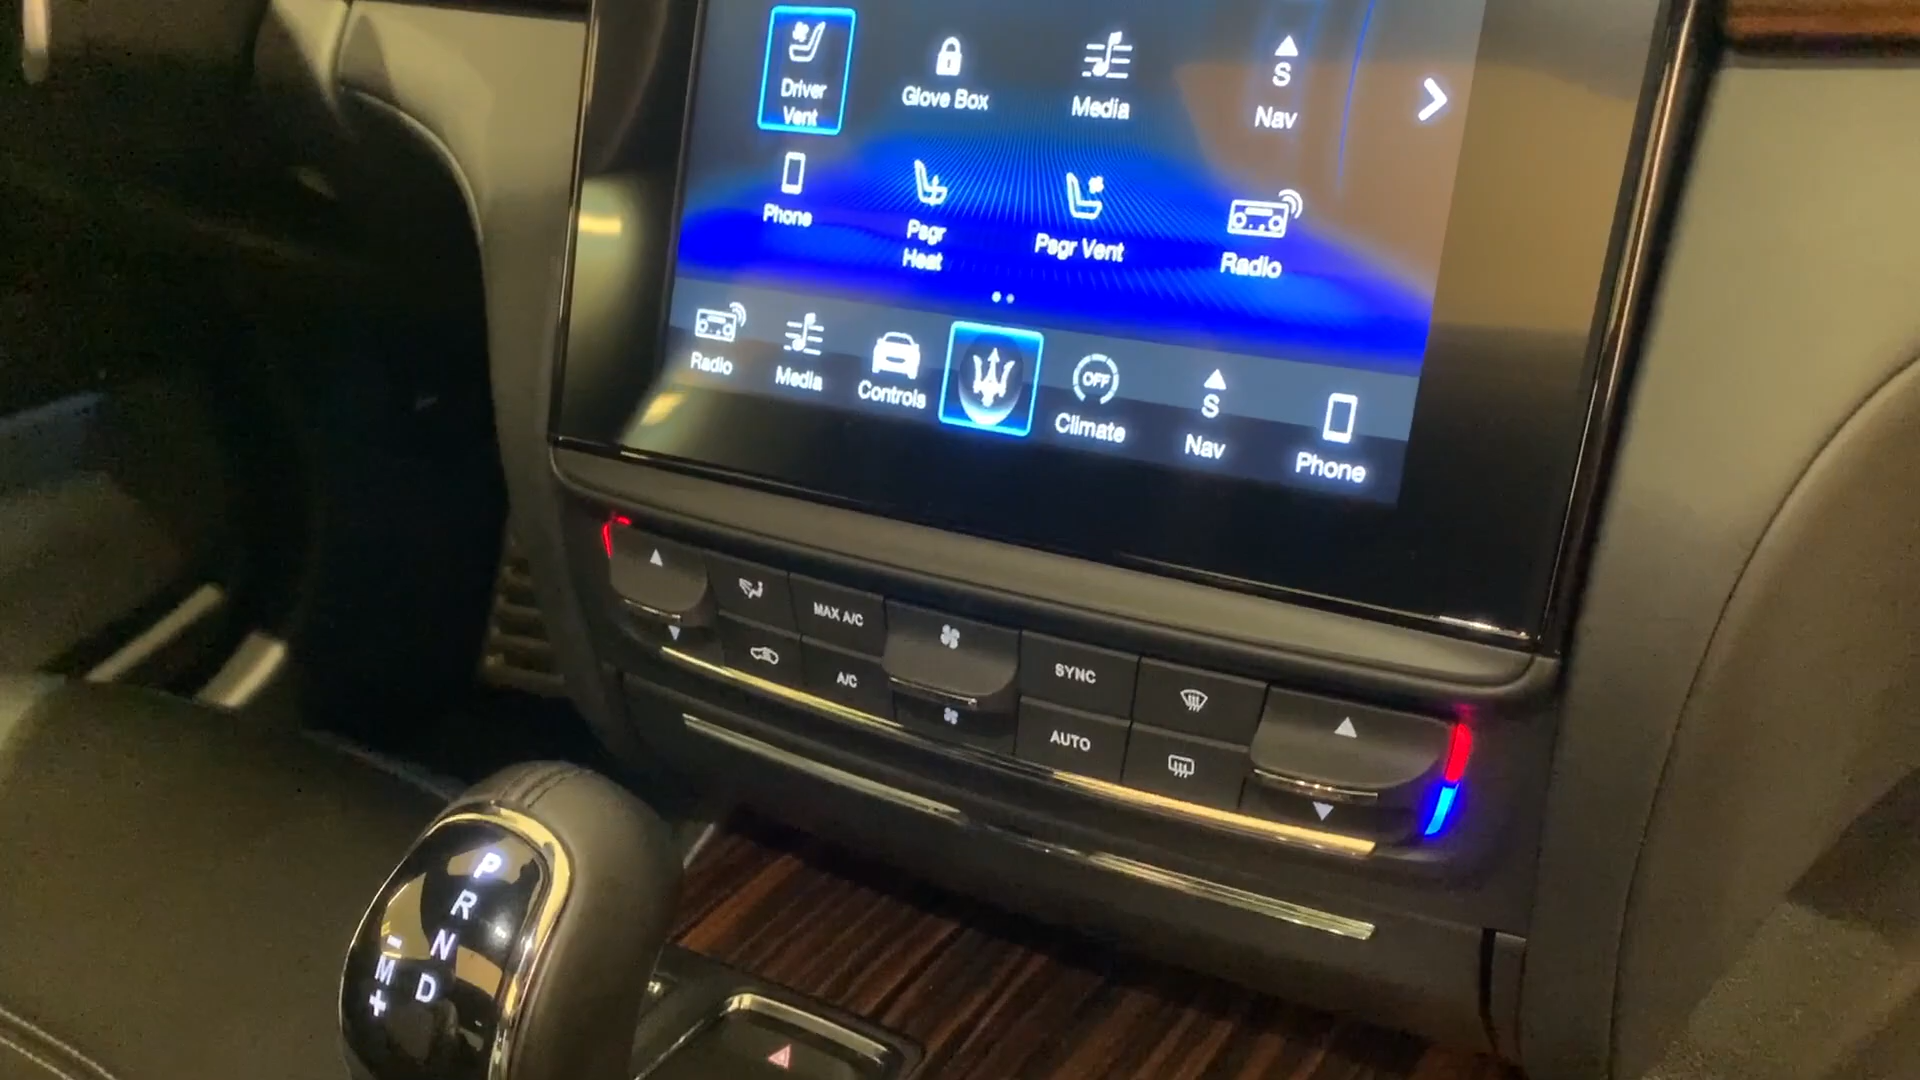 Driver
Vent
Glove Box
Media
S
Nav
Phone
Psgr
Heat
Psgr Vent
Radio
Radio
Media
Controls
OFF
Climate
S
Nav
Phone
MAX A/C
A/C
SYNC
AUTO
P
R
N
D
-
M
+